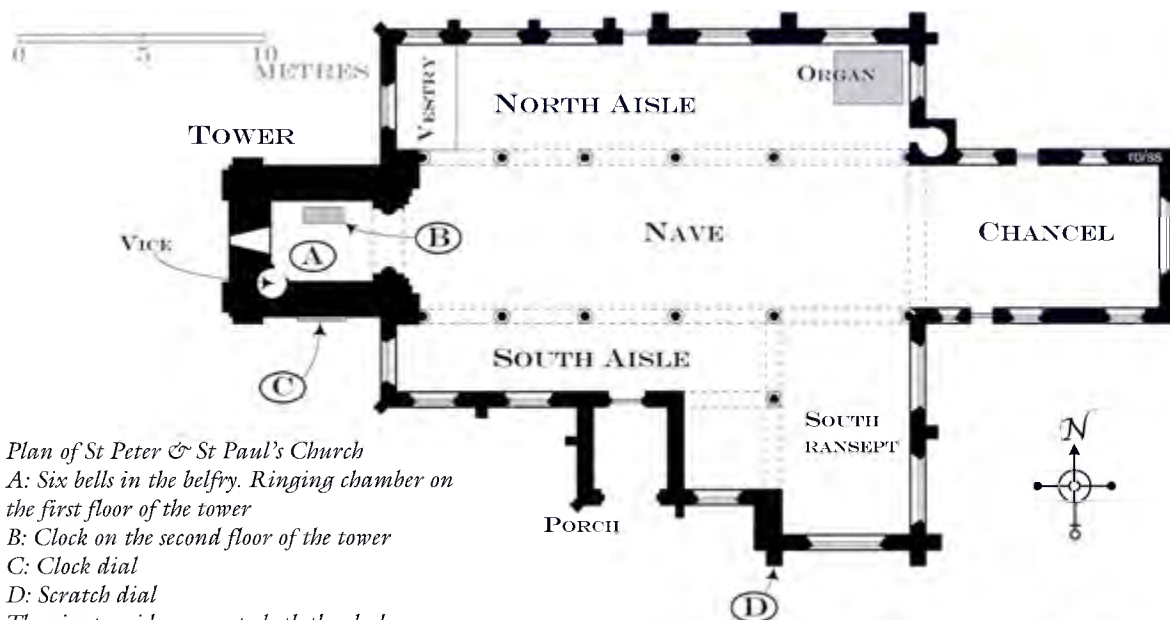 0 5 10
METRES
TOWER
VESTRY
NORTH AISLE
ORGAN
VICE
A
B
NAVE
CHANCEL
rg/ss
C
SOUTH AISLE
SOUTH
RANSEPT
N
PORCH
D
Plan of St Peter & St Paul's Church
A: Six bells in the belfry. Ringing chamber on
the first floor of the tower
B: Clock on the second floor of the tower
C: Clock dial
D: Scratch dial